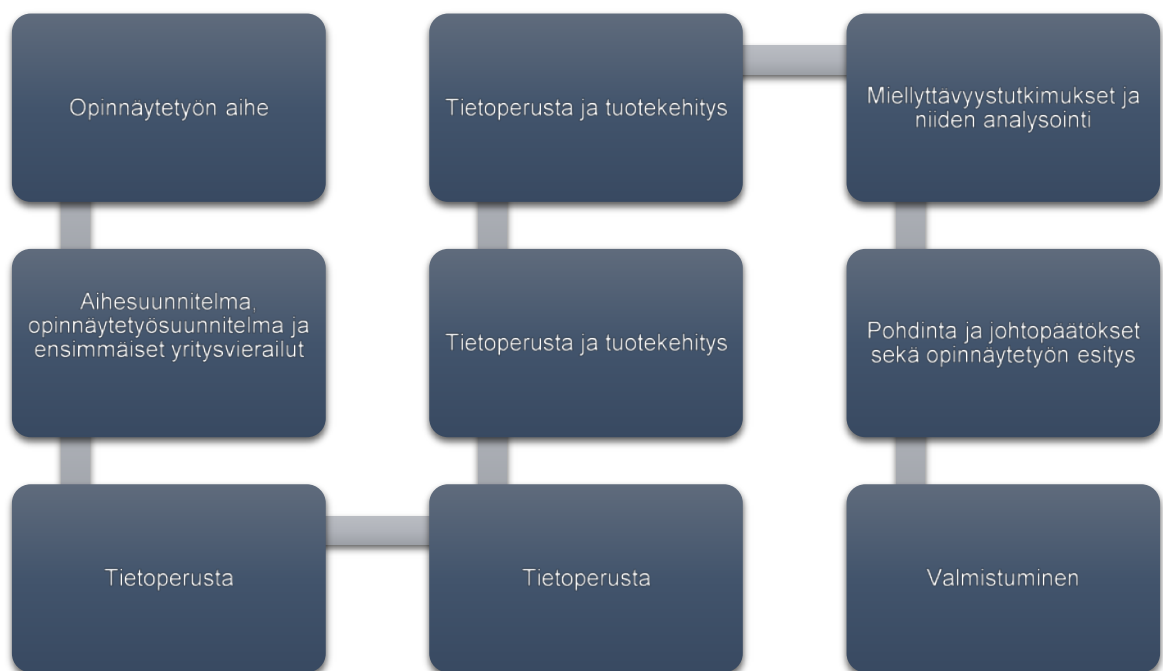 Opinnäytetyön aihe
Aihesuunnitelma,
opinnäytetyösuunnitelma ja
ensimmäiset yritysvierailut
Tietoperusta
Tietoperusta
Tietoperusta ja tuotekehitys
Tietoperusta ja tuotekehitys
Miellyttävyystutkimukset ja
niiden analysointi
Pohdinta ja johtopäätökset
sekä opinnäytetyön esitys
Valmistuminen